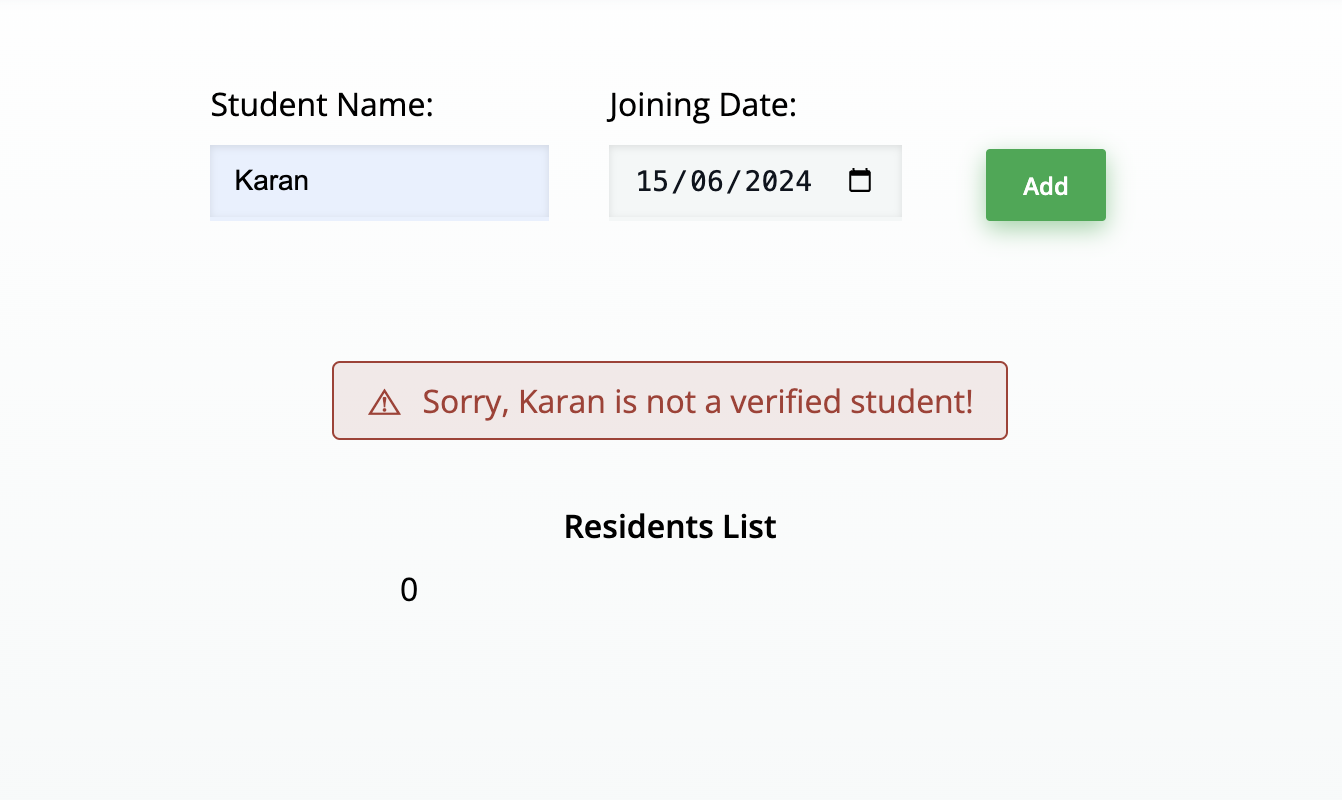 Student Name:
Joining Date:
Karan
15/06/2024
Add
Sorry, Karan is not a verified student!
Residents List
0